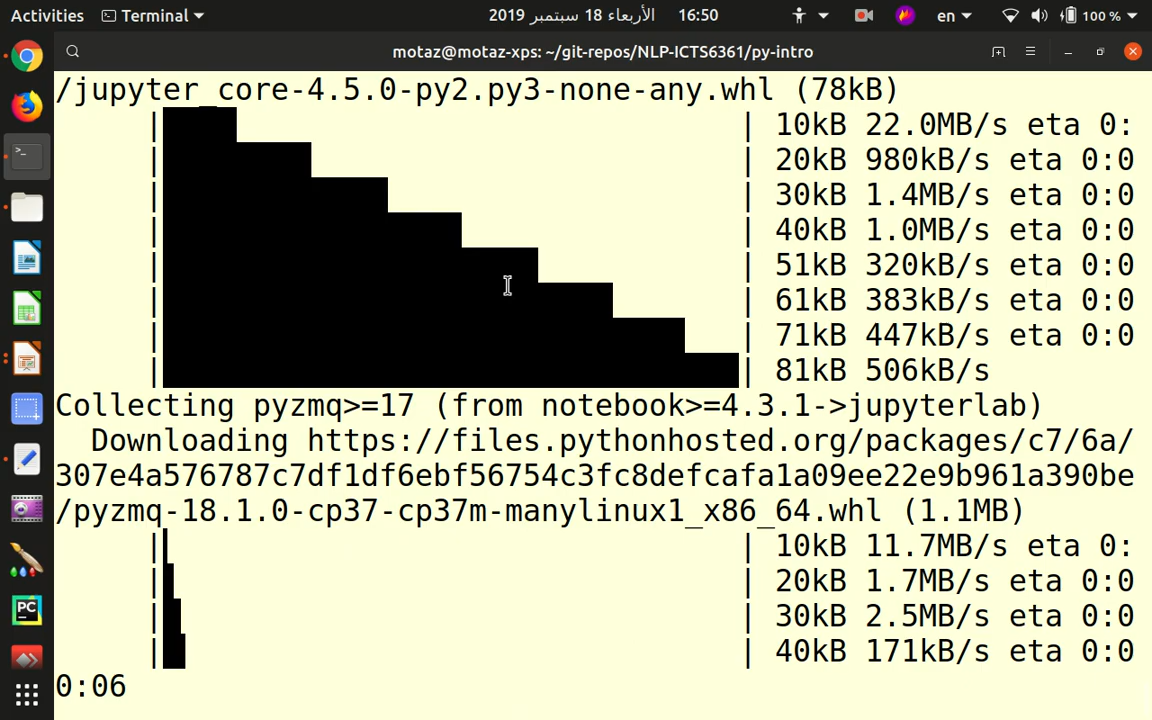 Activities Terminal 2019 الأربعاء 18 سبتمبر 16:50 en 100 %
motaz@motaz-xps: ~/git-repos/NLP-ICTS6361/py-intro
/jupyter_core-4.5.0-py2.py3-none-any.whl (78kB)
| | 10kB 22.0MB/s eta 0:
| | 20kB 980kB/s eta 0:0
| | 30kB 1.4MB/s eta 0:0
| | 40kB 1.0MB/s eta 0:0
| | 51kB 320kB/s eta 0:0
| | 61kB 383kB/s eta 0:0
| | 71kB 447kB/s eta 0:0
| | 81kB 506kB/s
Collecting pyzmq>=17 (from notebook>=4.3.1->jupyterlab)
Downloading https://files.pythonhosted.org/packages/c7/6a/
307e4a576787c7df1df6ebf56754c3fc8defcafa1a09ee22e9b961a390be
/pyzmq-18.1.0-cp37-cp37m-manylinux1_x86_64.whl (1.1MB)
| | 10kB 11.7MB/s eta 0:
| | 20kB 1.7MB/s eta 0:0
| | 30kB 2.5MB/s eta 0:0
| | 40kB 171kB/s eta 0:0
PC
0:06